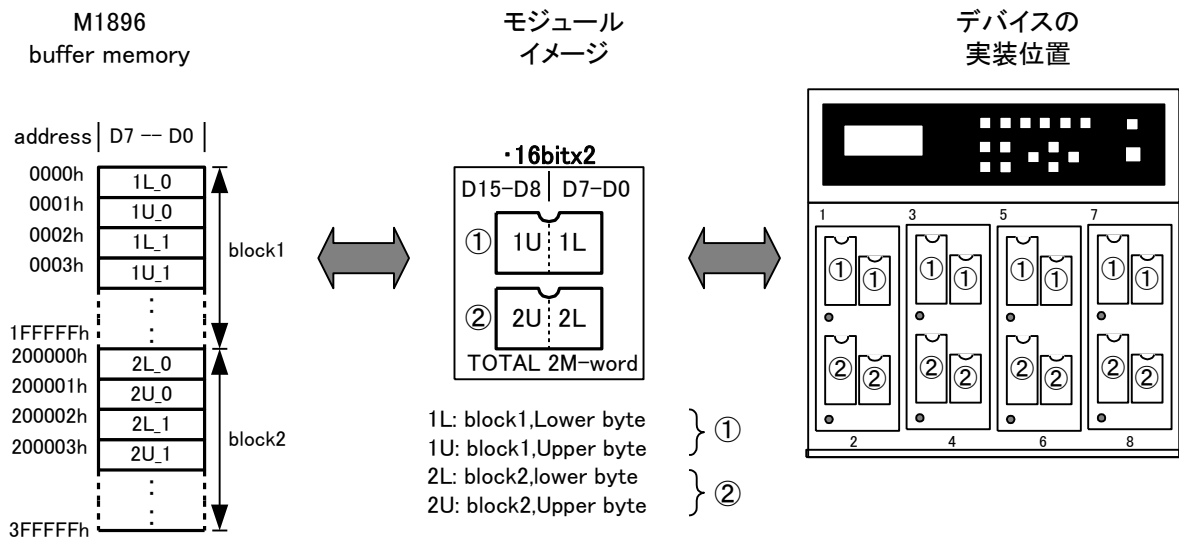 M1896
buffer memory
address D7 -- D0
0000h 1L_0
0001h 1U_0
0002h 1L_1
0003h 1U_1
block1
1FFFFFh
200000h 2L_0
200001h 2U_0
200002h 2L_1
200003h 2U_1
block2
3FFFFFh
モジュール
イメージ
・16bitx2
D15-D8 D7-D0
① 1U 1L
② 2U 2L
TOTAL 2M-word
1L: block1,Lower byte
1U: block1,Upper byte
①
2L: block2,lower byte
2U: block2,Upper byte
②
デバイスの
実装位置
1 3 5 7
① ① ① ① ① ① ① ①
② ② ② ② ② ② ② ②
2 4 6 8